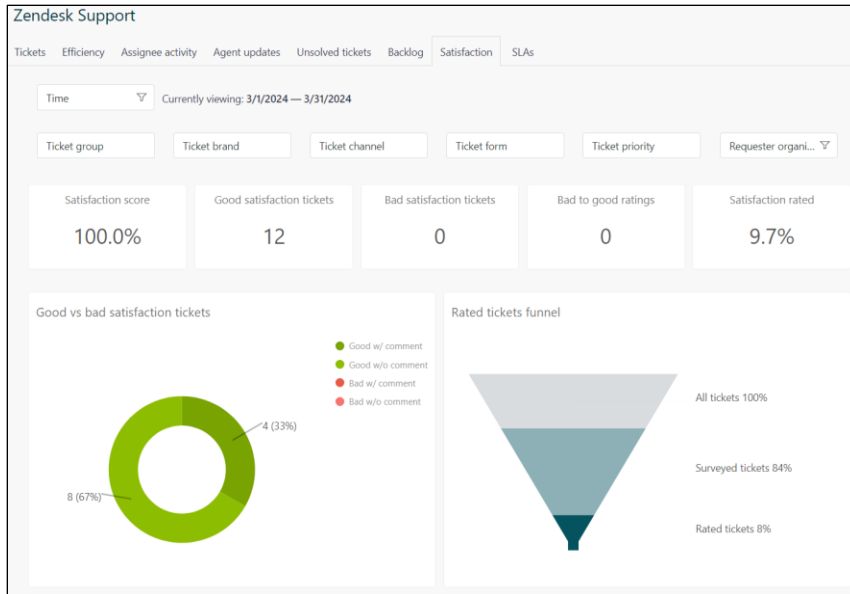 Zendesk Support
Tickets Efficiency Assignee activity Agent updates Unsolved tickets Backlog Satisfaction SLAs
Time Currently viewing: 3/1/2024 — 3/31/2024
Ticket group Ticket brand Ticket channel Ticket form Ticket priority Requester organi...
Satisfaction score Good satisfaction tickets Bad satisfaction tickets Bad to good ratings Satisfaction rated
100.0% 12 0 0 9.7%
Good vs bad satisfaction tickets
Good w/ comment
Good w/o comment
Bad w/ comment
Bad w/o comment
4 (33%)
8 (67%)
Rated tickets funnel
All tickets 100%
Surveyed tickets 84%
Rated tickets 8%